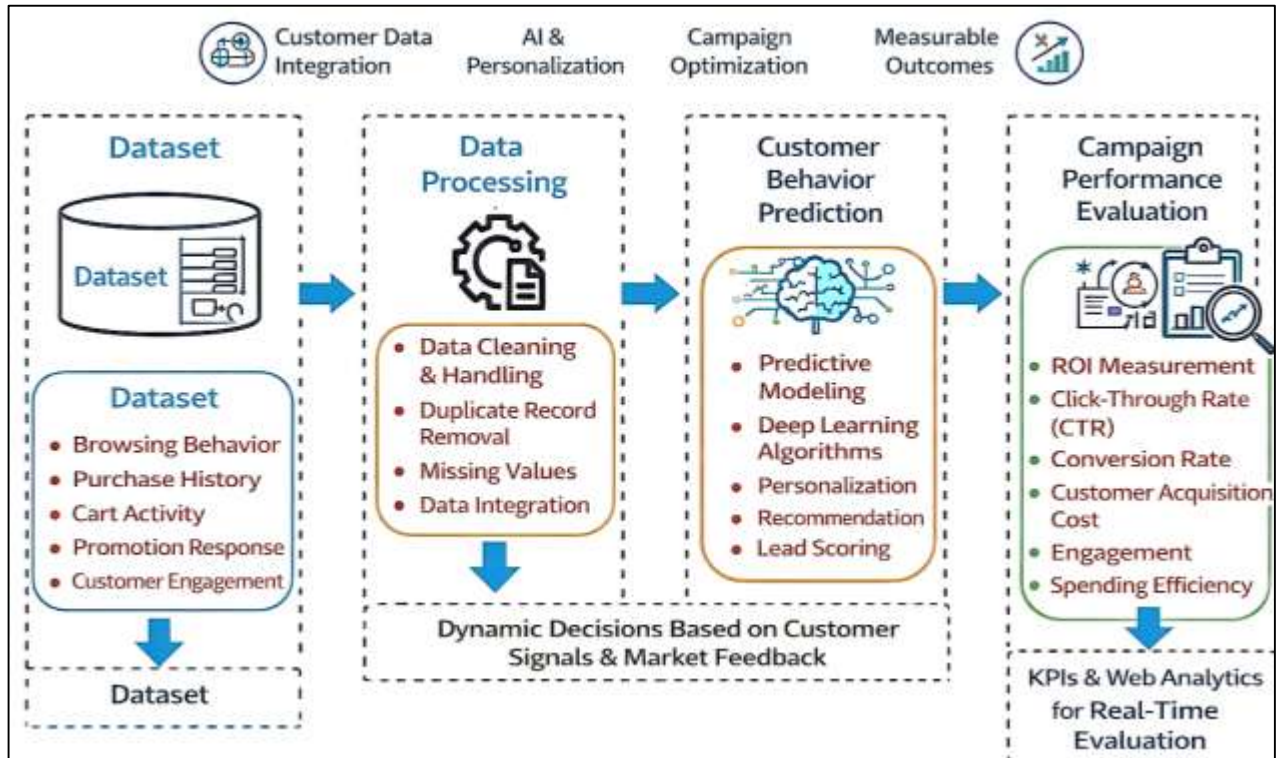 Customer Data
Integration
AI &
Personalization
Campaign
Optimization
Measurable
Outcomes
Dataset
Dataset
Dataset
• Browsing Behavior
• Purchase History
• Cart Activity
• Promotion Response
• Customer Engagement
Dataset
Data
Processing
• Data Cleaning
& Handling
• Duplicate Record
Removal
• Missing Values
• Data Integration
Customer
Behavior
Prediction
• Predictive
Modeling
• Deep Learning
Algorithms
• Personalization
• Recommendation
• Lead Scoring
Dynamic Decisions Based on Customer
Signals & Market Feedback
Campaign
Performance
Evaluation
• ROI Measurement
• Click-Through Rate
(CTR)
• Conversion Rate
• Customer Acquisition
Cost
• Engagement
• Spending Efficiency
KPIs & Web Analytics
for Real-Time
Evaluation